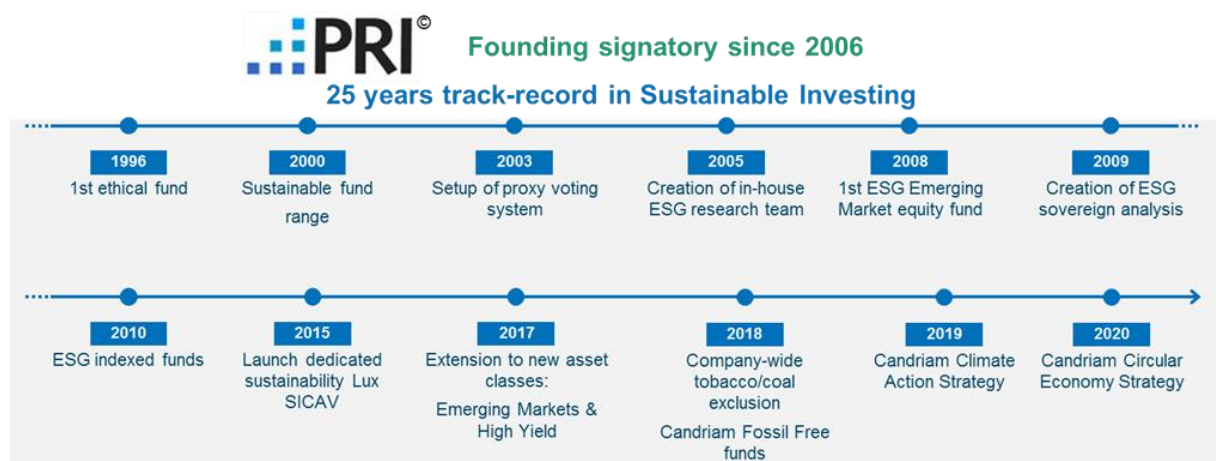 PRI©
Founding signatory since 2006
25 years track-record in Sustainable Investing
1996
1st ethical fund
2000
Sustainable fund
range
2003
Setup of proxy voting
system
2005
Creation of in-house
ESG research team
2008
1st ESG Emerging
Market equity fund
2009
Creation of ESG
sovereign analysis
2010
ESG indexed funds
2015
Launch dedicated
sustainability Lux
SICAV
2017
Extension to new asset
classes:
Emerging Markets &
High Yield
2018
Company-wide
tobacco/coal
exclusion
Candriam Fossil Free
funds
2019
Candriam Climate
Action Strategy
2020
Candriam Circular
Economy Strategy